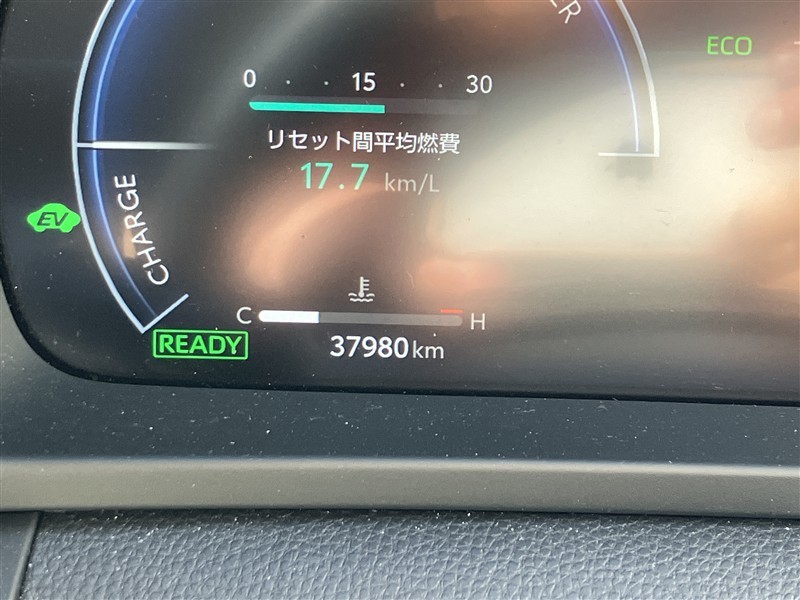 ECO
0 15 30
リセット間平均燃費
17.7 km/L
EV
CHARGE
C H
READY
37980km